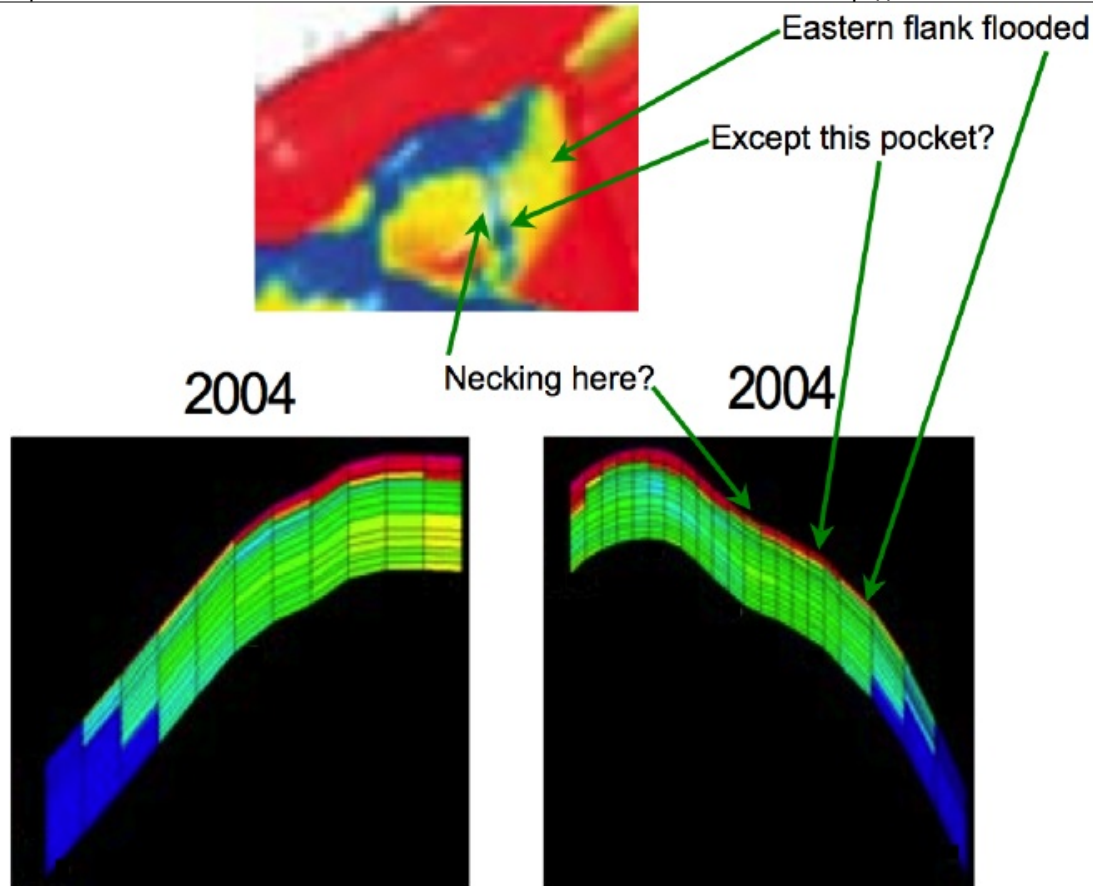 Eastern flank flooded
Except this pocket?
Necking here?
2004
2004